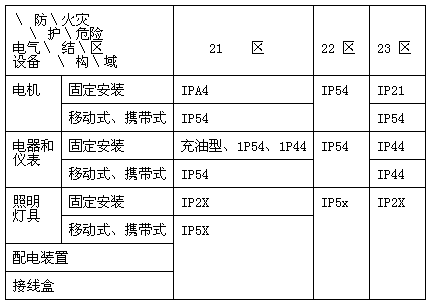 \ 防\火灾
\ 护\危险
电气\ 结\区
设备 \ 构\域
21 区
22 区
23 区
电机
固定安装
IPA4
IP54
IP21
移动式、携带式
IP54
IP54
电器和
仪表
固定安装
充油型、1P54、1P44
IP54
IP44
移动式、携带式
IP54
IP44
照明
灯具
固定安装
IP2X
IP5x
IP2X
移动式、携带式
IP5X
配电装置
接线盒